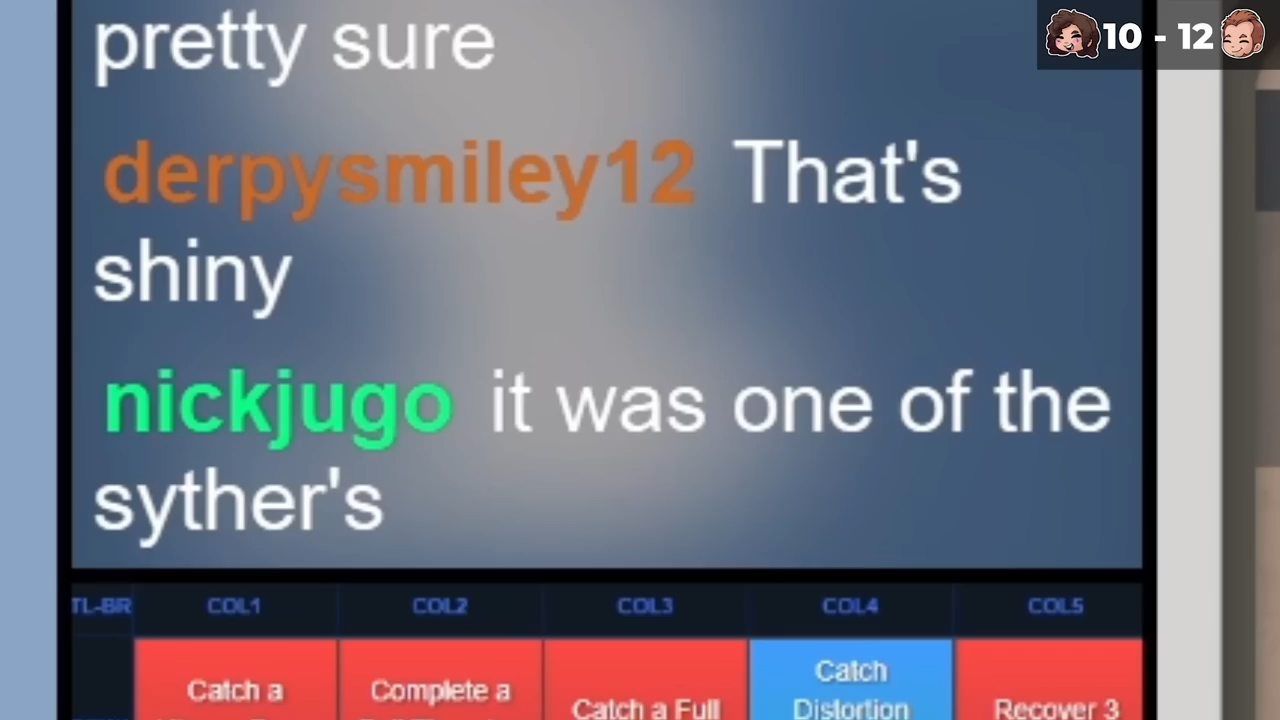 10 - 12
pretty sure
derpysmiley12 That's
shiny
nickjugo it was one of the
syther's
TL-BR COL1 COL2 COL3 COL4 COL5
Catch a
Complete a
Catch a Full
Catch
Distortion
Recover 3